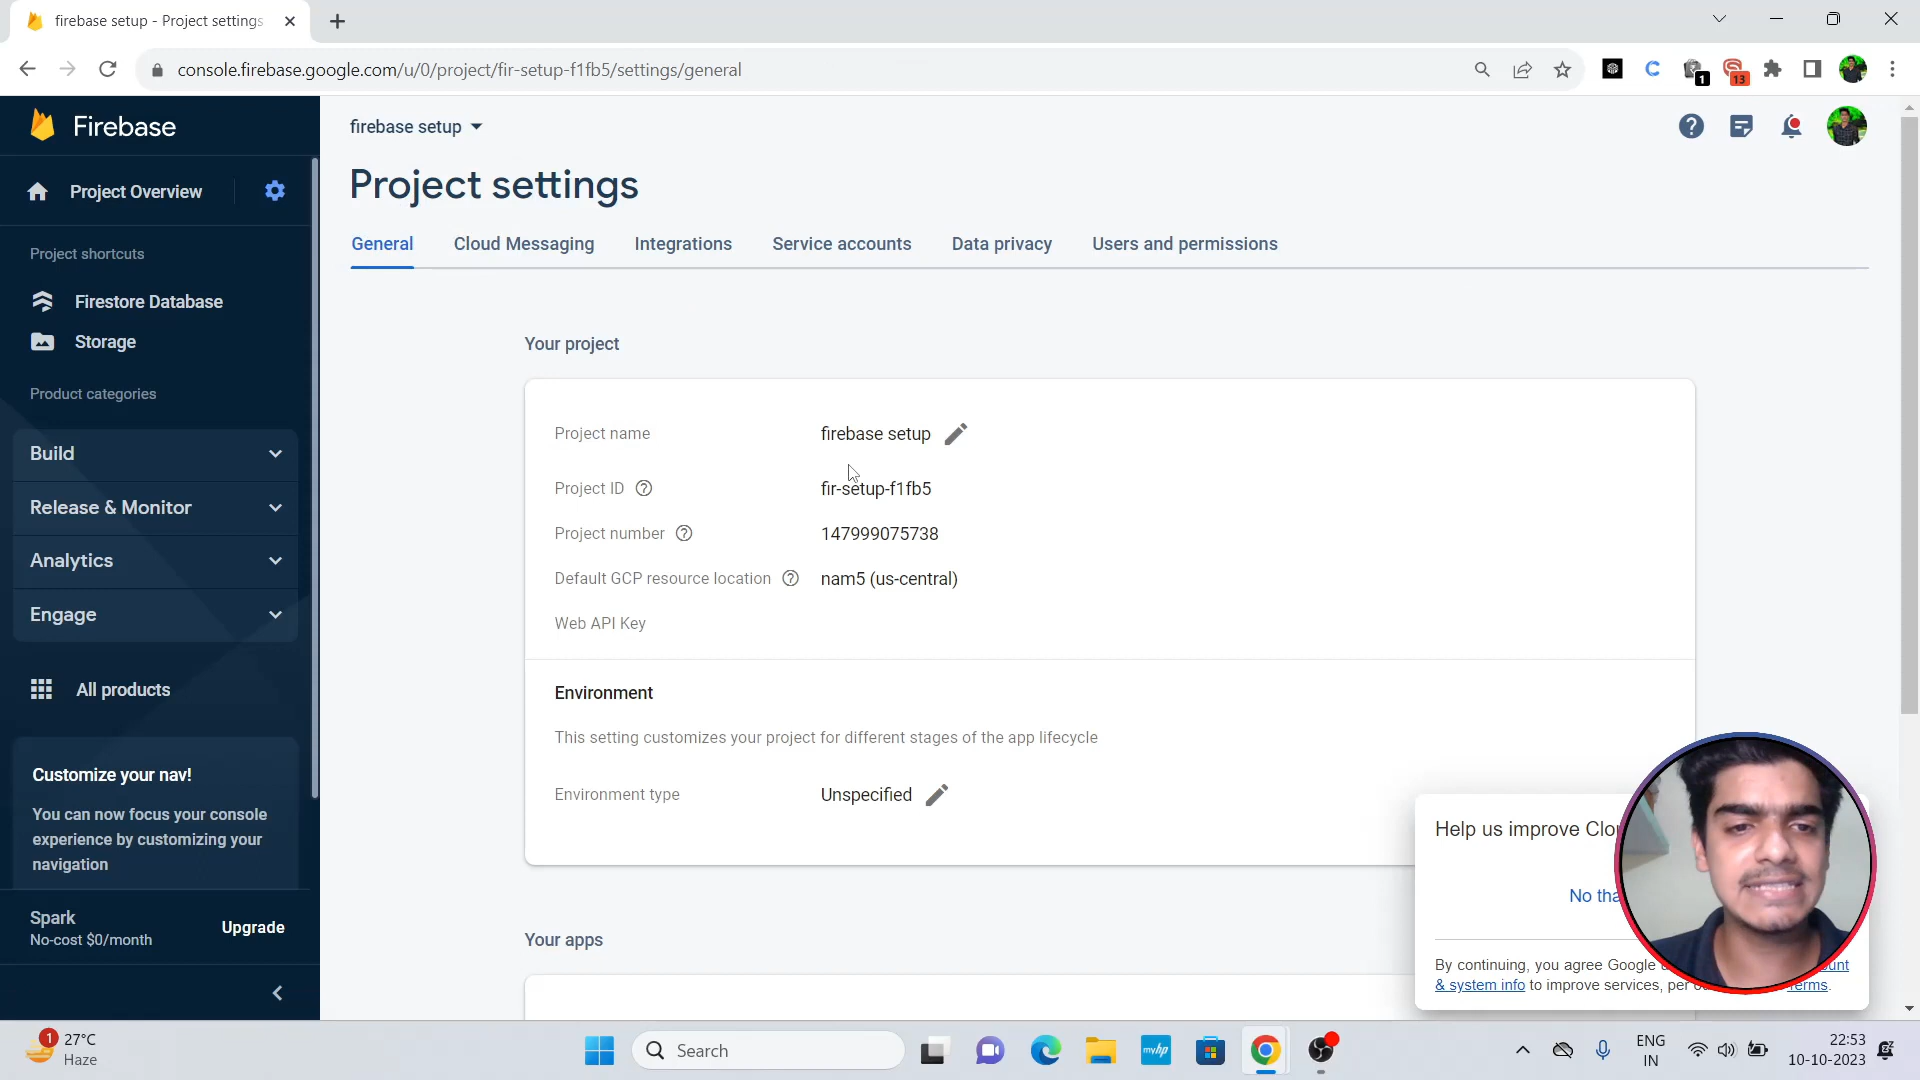 firebase setup - Project settings
console.firebase.google.com/u/0/project/fir-setup-f1fb5/settings/general
1
13
Firebase
firebase setup
Project Overview
Project settings
General
Cloud Messaging
Integrations
Service accounts
Data privacy
Users and permissions
Project shortcuts
Firestore Database
Storage
Product categories
Build
Release & Monitor
Analytics
Engage
All products
Customize your nav!
You can now focus your console
experience by customizing your
navigation
Spark
No-cost $0/month
Upgrade
Your project
Project name
firebase setup
Project ID
fir-setup-f1fb5
Project number
147999075738
Default GCP resource location
nam5 (us-central)
Web API Key
Environment
This setting customizes your project for different stages of the app lifecycle
Environment type
Unspecified
Your apps
Help us improve
No
By continuing, you agree Google
& system info to improve services, per
1
27°C
Haze
Search
myhp
ENG
IN
22:53
10-10-2023